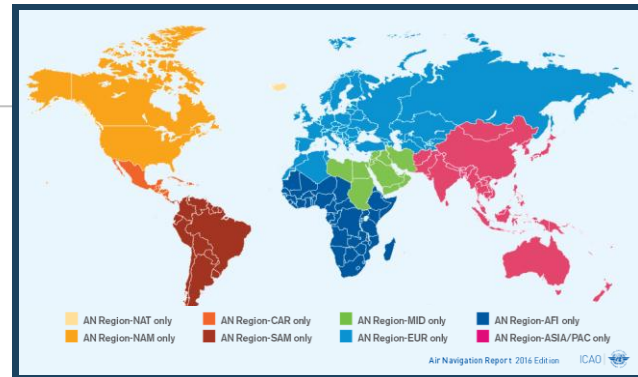 AN Region-NAT only
AN Region-CAR only
AN Region-MID only
AN Region-AFI only
AN Region-NAM only
AN Region-SAM only
AN Region-EUR only
AN Region-ASIA/PAC only
Air Navigation Report 2016 Edition ICAO